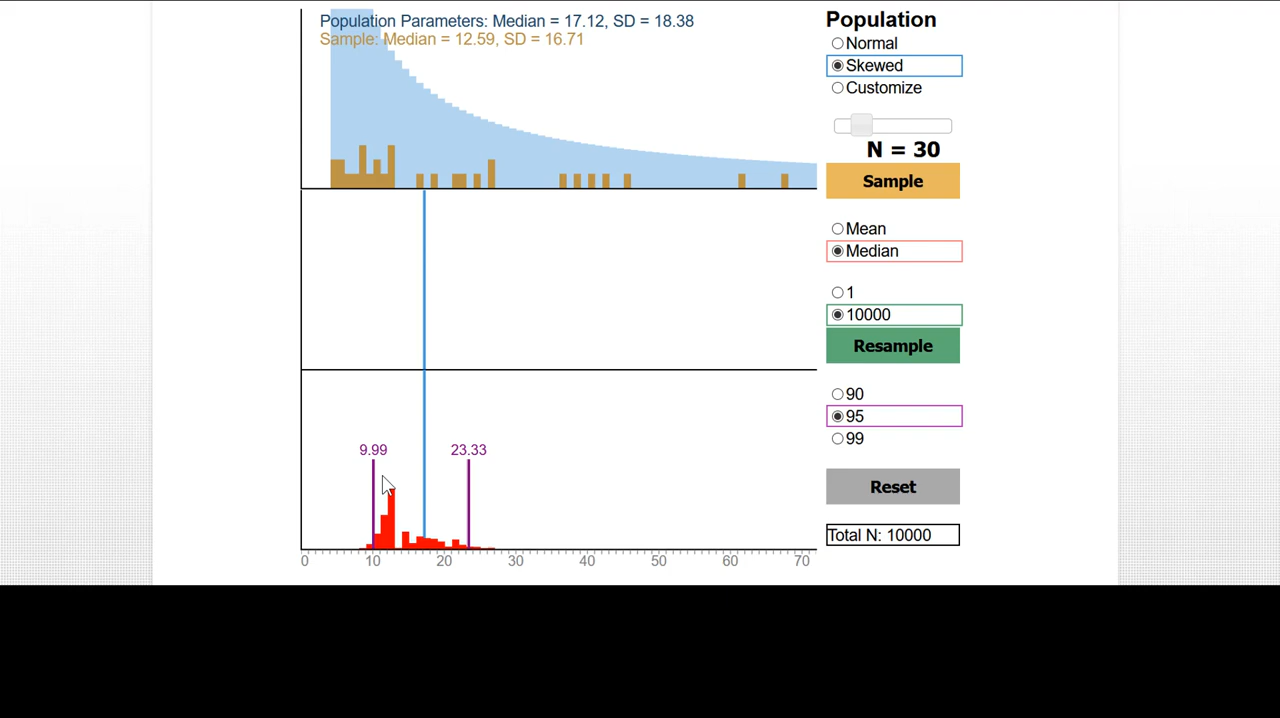 Population Parameters: Median = 17.12, SD = 18.38
Sample: Median = 12.59, SD = 16.71
Population
Normal
Skewed
Customize
N = 30
Sample
Mean
Median
1
10000
Resample
90
95
99
9.99 23.33
Reset
Total N: 10000
0 10 20 30 40 50 60 70